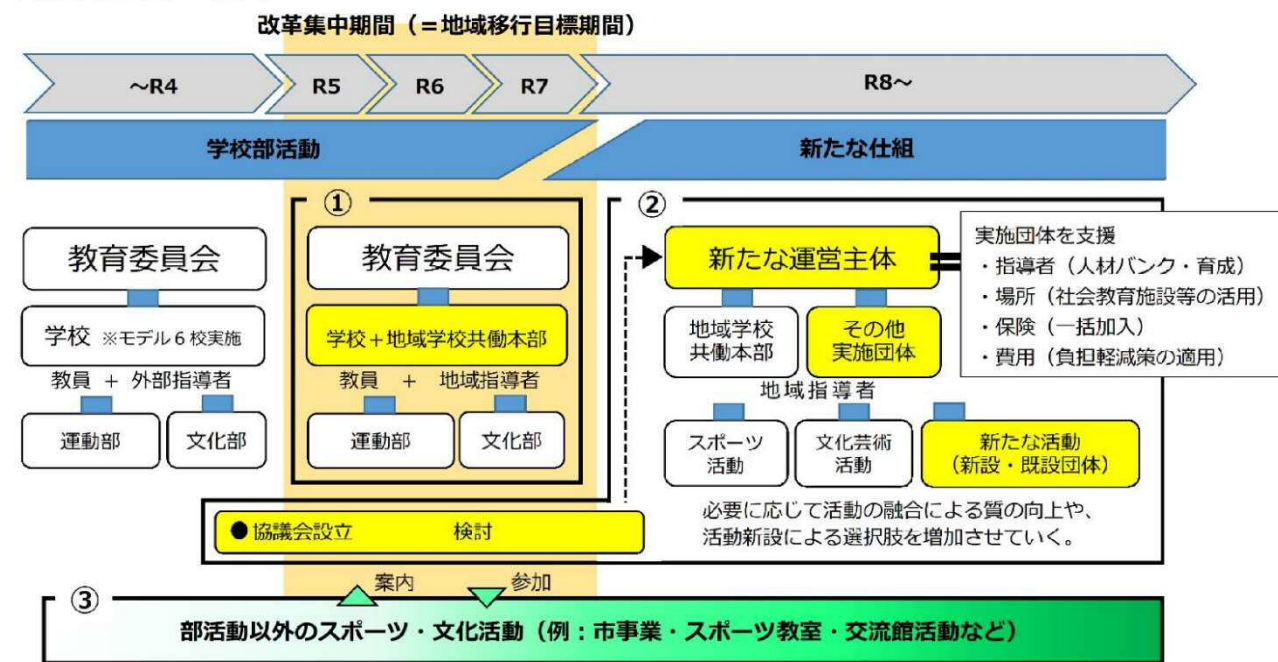 改革集中期間（＝地域移行目標期間）
～R4
R5
R6
R7
R8～
学校部活動
新たな仕組
①
教育委員会
学校 ※モデル６校実施
教員 ＋ 外部指導者
運動部
文化部
教育委員会
学校＋地域学校共働本部
教員 ＋ 地域指導者
運動部
文化部
②
新たな運営主体
地域学校
共働本部
その他
実施団体
地域指導者
スポーツ
活動
文化芸術
活動
新たな活動
（新設・既設団体）
実施団体を支援
・指導者（人材バンク・育成）
・場所（社会教育施設等の活用）
・保険（一括加入）
・費用（負担軽減策の適用）
必要に応じて活動の融合による質の向上や、
活動新設による選択肢を増加させていく。
●協議会設立 検討
案内
参加
③
部活動以外のスポーツ・文化活動（例：市事業・スポーツ教室・交流館活動など）